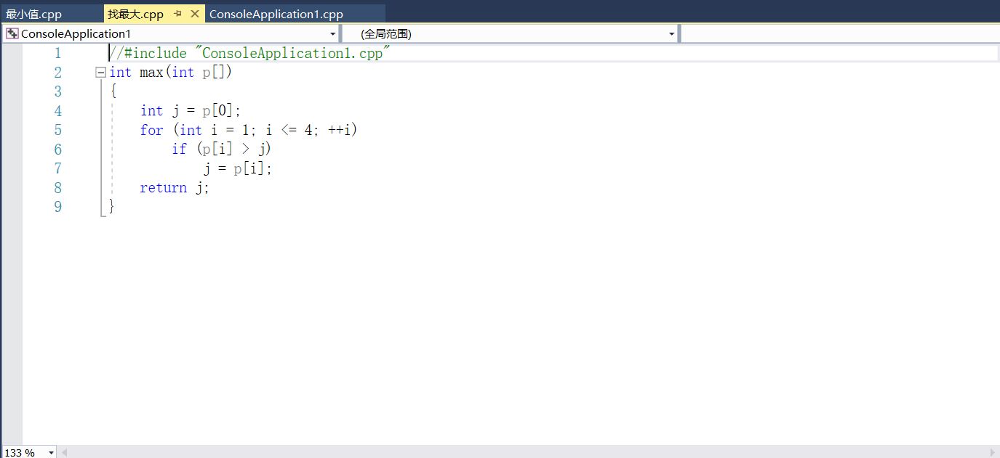 最小值.cpp 找最大.cpp ConsoleApplication1.cpp
ConsoleApplication1 (全局范围)
1 //#include "ConsoleApplication1.cpp"
2 int max(int p[])
3 {
4 int j = p[0];
5 for (int i = 1; i <= 4; ++i)
6 if (p[i] > j)
7 j = p[i];
8 return j;
9 }
133 %